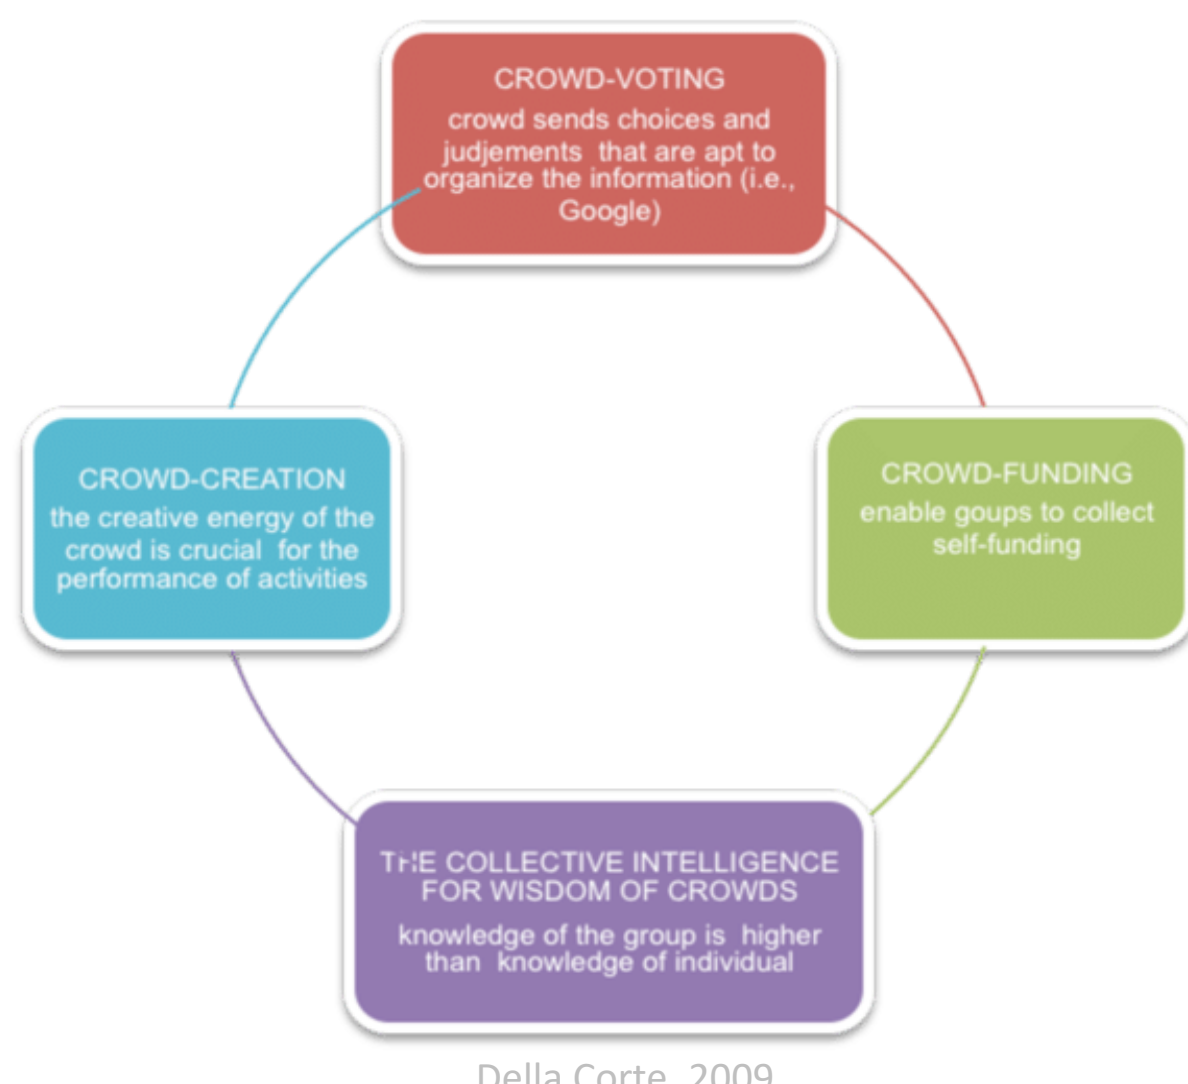 CROWD-VOTING
crowd sends choices and
judjements that are apt to
organize the information (i.e.,
Google)
CROWD-CREATION
the creative energy of the
crowd is crucial for the
performance of activities
CROWD-FUNDING
enable goups to collect
self-funding
THE COLLECTIVE INTELLIGENCE
FOR WISDOM OF CROWDS
knowledge of the group is higher
than knowledge of individual
Della Corte, 2009